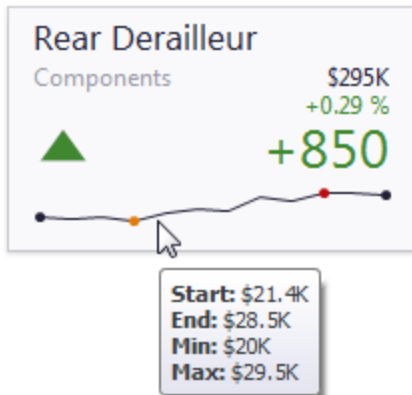 Rear Derailleur
Components $295K
+0.29 %
+850
Start: $21.4K
End: $28.5K
Min: $20K
Max: $29.5K